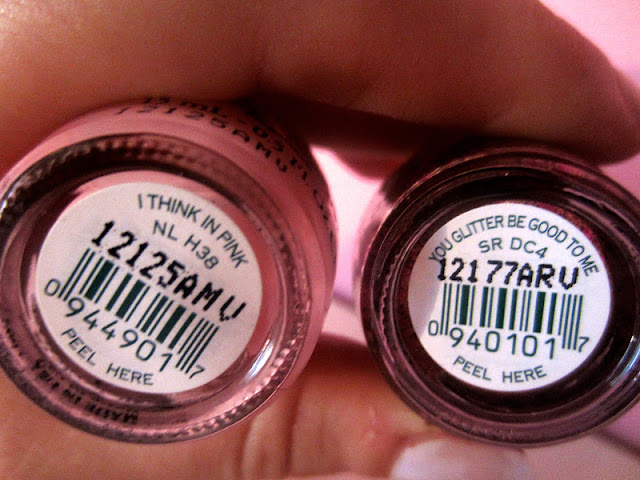 12125AMV
I THINK IN PINK
NL H38
12125AMV
0 944901 7
PEEL HERE
YOU GLITTER BE GOOD TO ME
SR DC4
12177ARV
0 940101 7
PEEL HERE